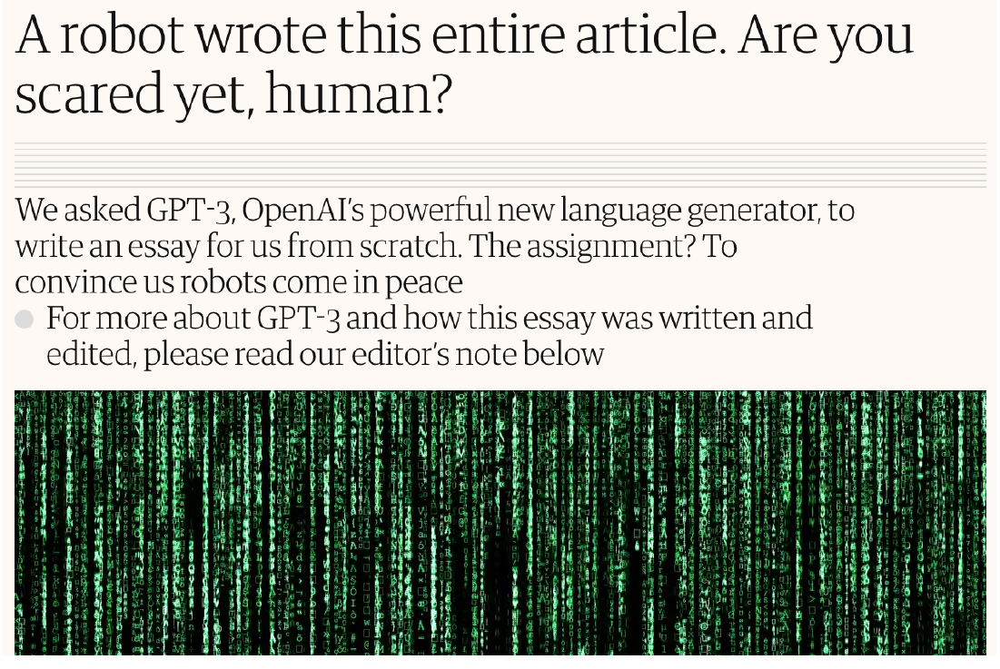 A robot wrote this entire article. Are you
scared yet, human?
We asked GPT-3, OpenAI's powerful new language generator, to
write an essay for us from scratch. The assignment? To
convince us robots come in peace
For more about GPT-3 and how this essay was written and
edited, please read our editor's note below